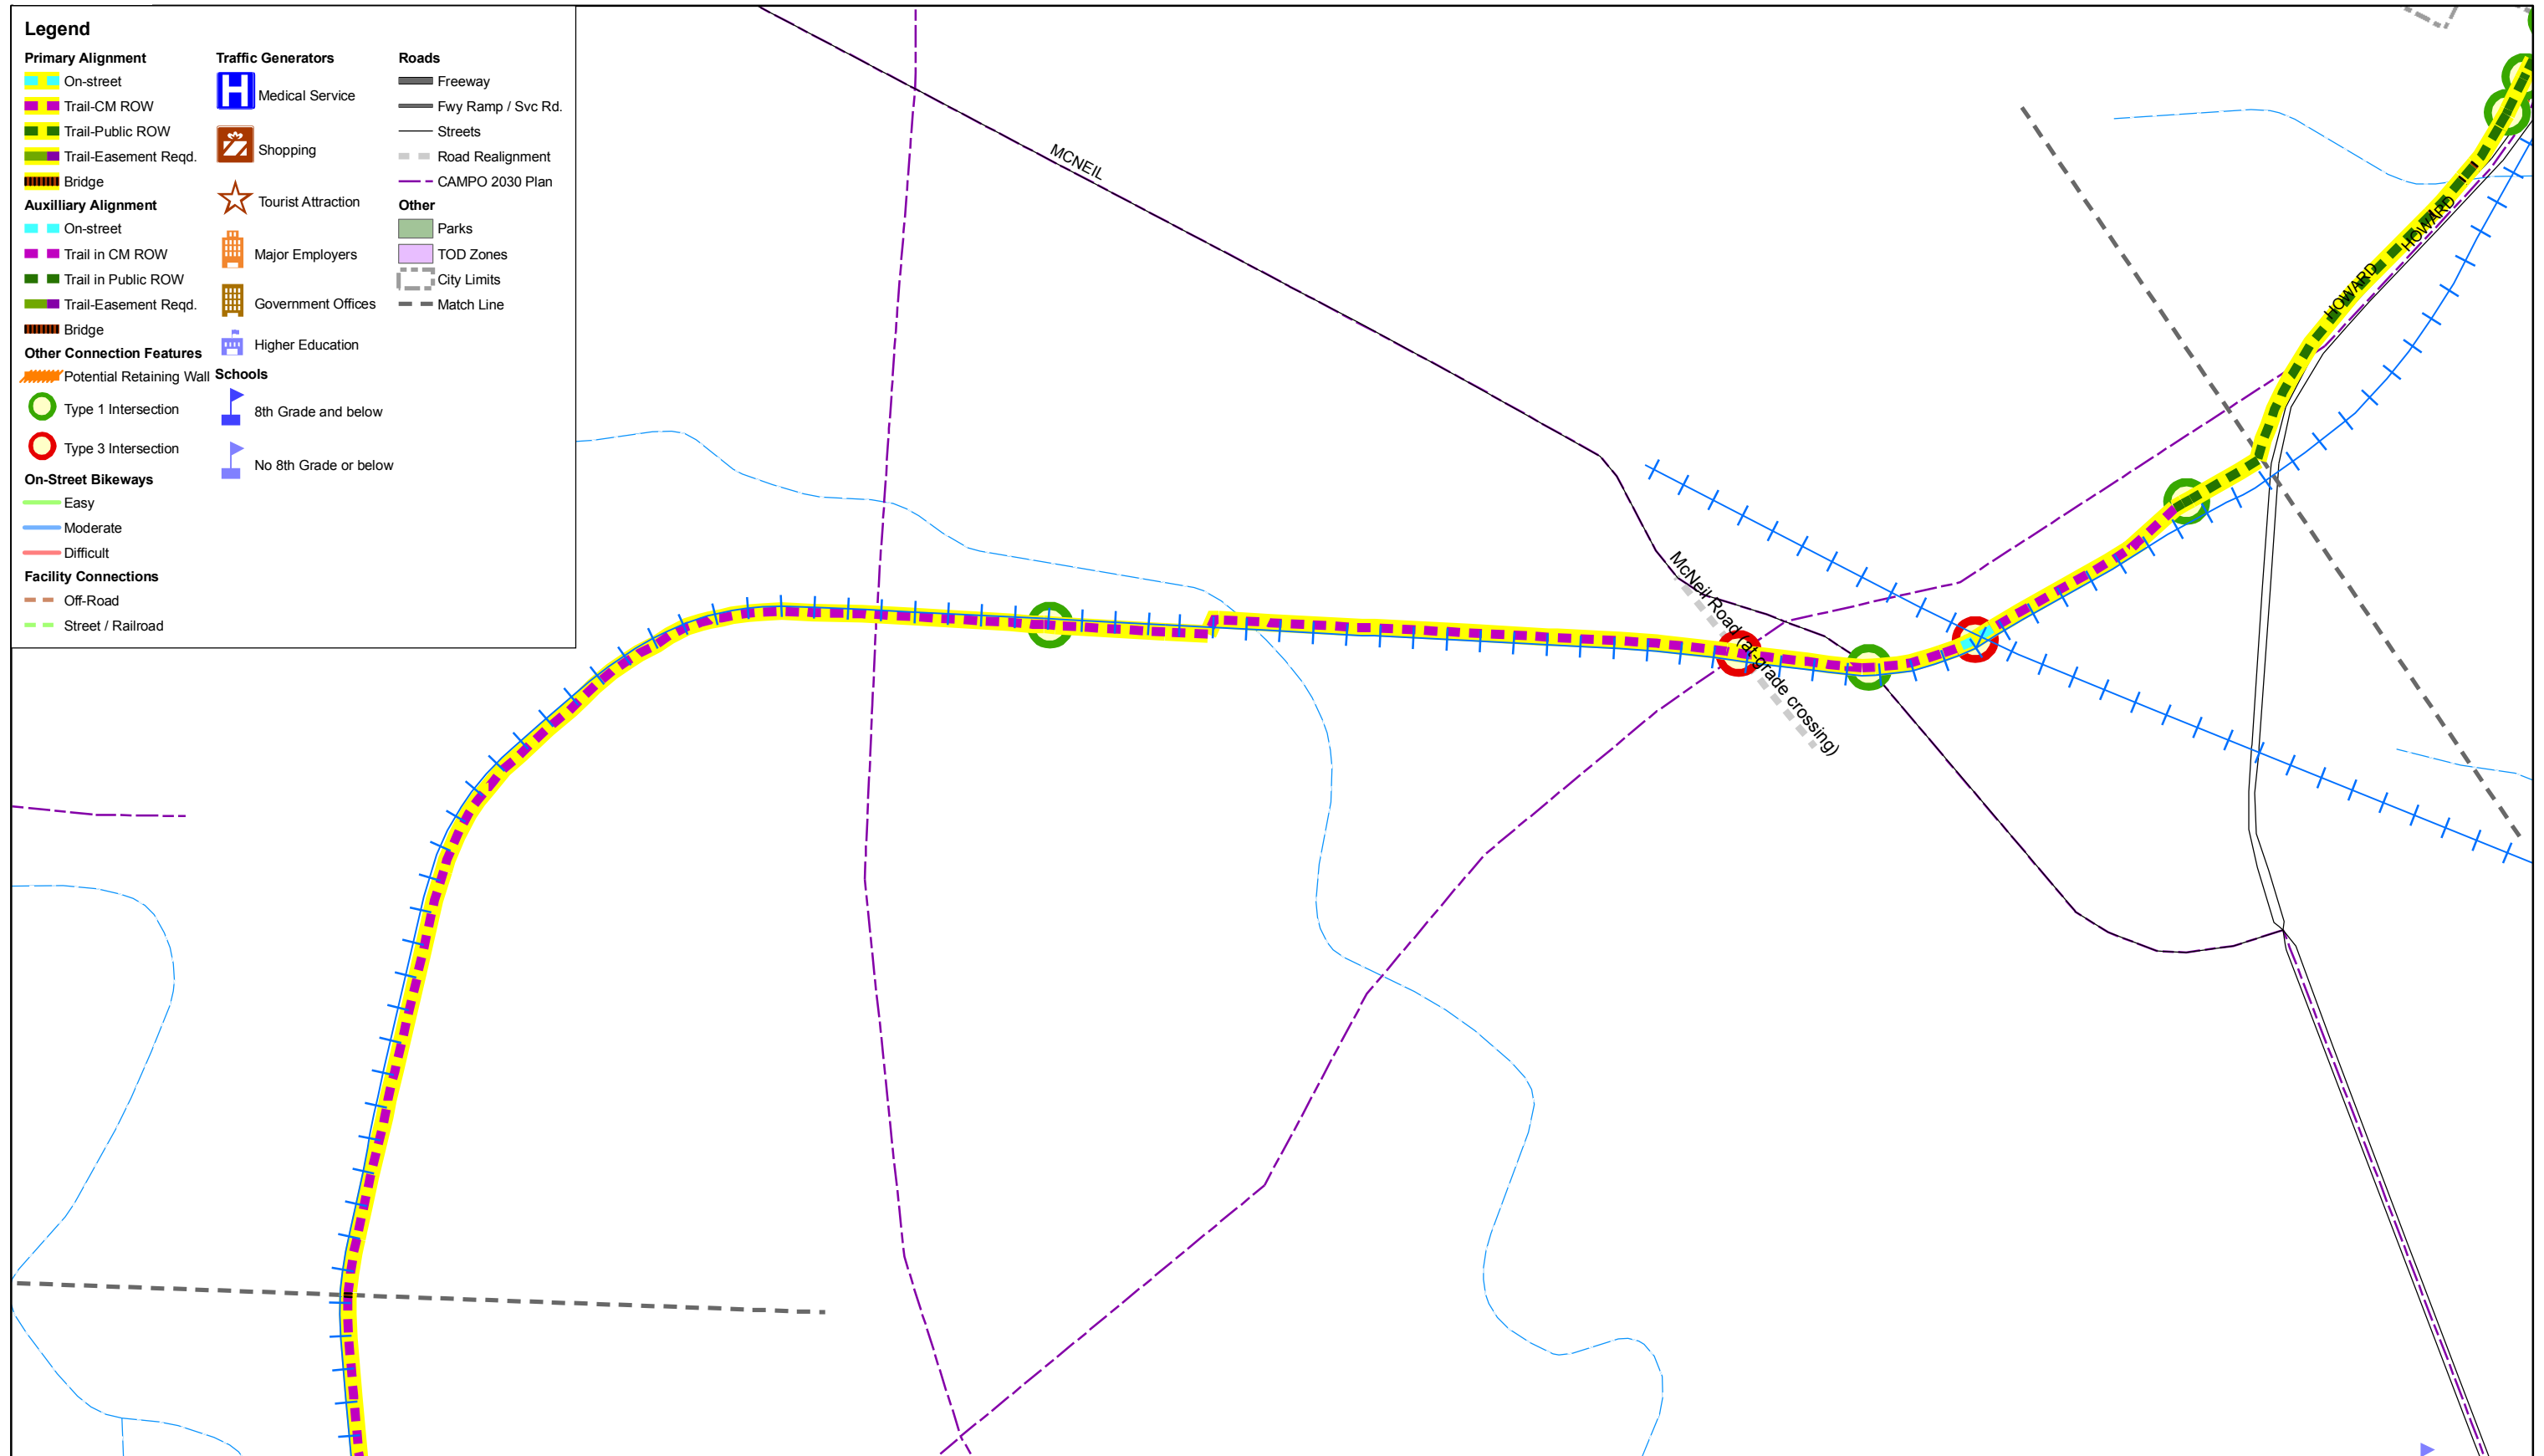 Legend
Primary Alignment
On-street
Trail-CM ROW
Trail-Public ROW
Trail-Easement Reqd.
Bridge
Auxilliary Alignment
On-street
Trail in CM ROW
Trail in Public ROW
Trail-Easement Reqd.
Bridge
Other Connection Features
Potential Retaining Wall
Type 1 Intersection
Type 3 Intersection
On-Street Bikeways
Easy
Moderate
Difficult
Facility Connections
Off-Road
Street / Railroad
Traffic Generators
H
Medical Service
Shopping
Tourist Attraction
Major Employers
Government Offices
Higher Education
Schools
8th Grade and below
No 8th Grade or below
Roads
Freeway
Fwy Ramp / Svc Rd.
Streets
Road Realignment
CAMPO 2030 Plan
Other
Parks
TOD Zones
City Limits
Match Line
MCNEIL
HOWARD
HOWARD
McNeil Road (at-grade crossing)